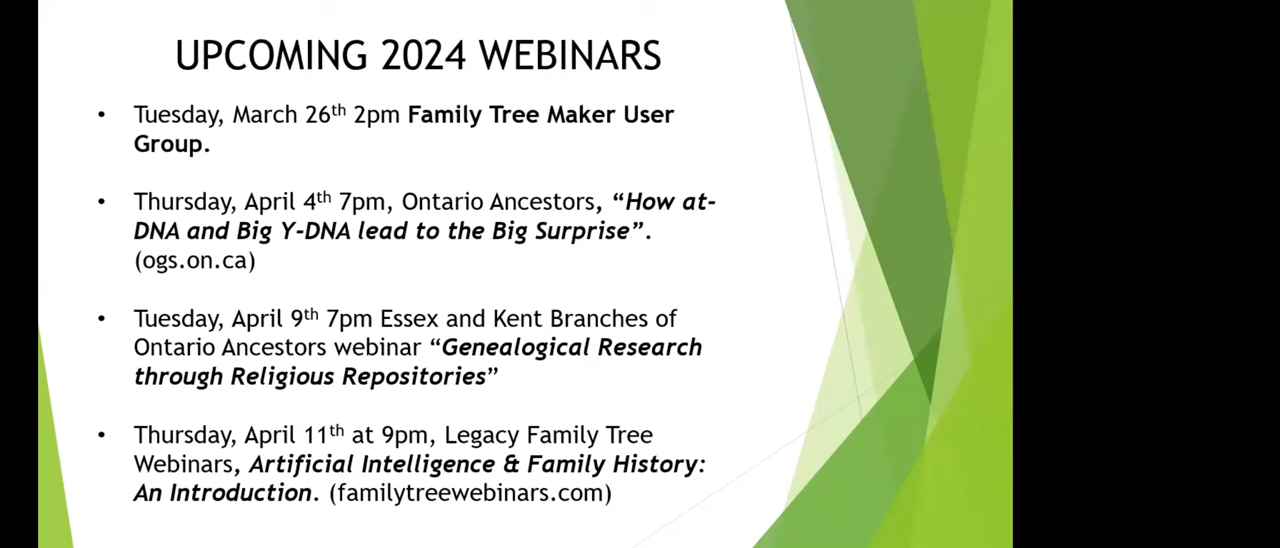 UPCOMING 2024 WEBINARS
• Tuesday, March 26th 2pm Family Tree Maker User
Group.
• Thursday, April 4th 7pm, Ontario Ancestors, “How at-
DNA and Big Y-DNA lead to the Big Surprise”.
(ogs.on.ca)
• Tuesday, April 9th 7pm Essex and Kent Branches of
Ontario Ancestors webinar “Genealogical Research
through Religious Repositories”
• Thursday, April 11th at 9pm, Legacy Family Tree
Webinars, Artificial Intelligence & Family History:
An Introduction. (familytreewebinars.com)